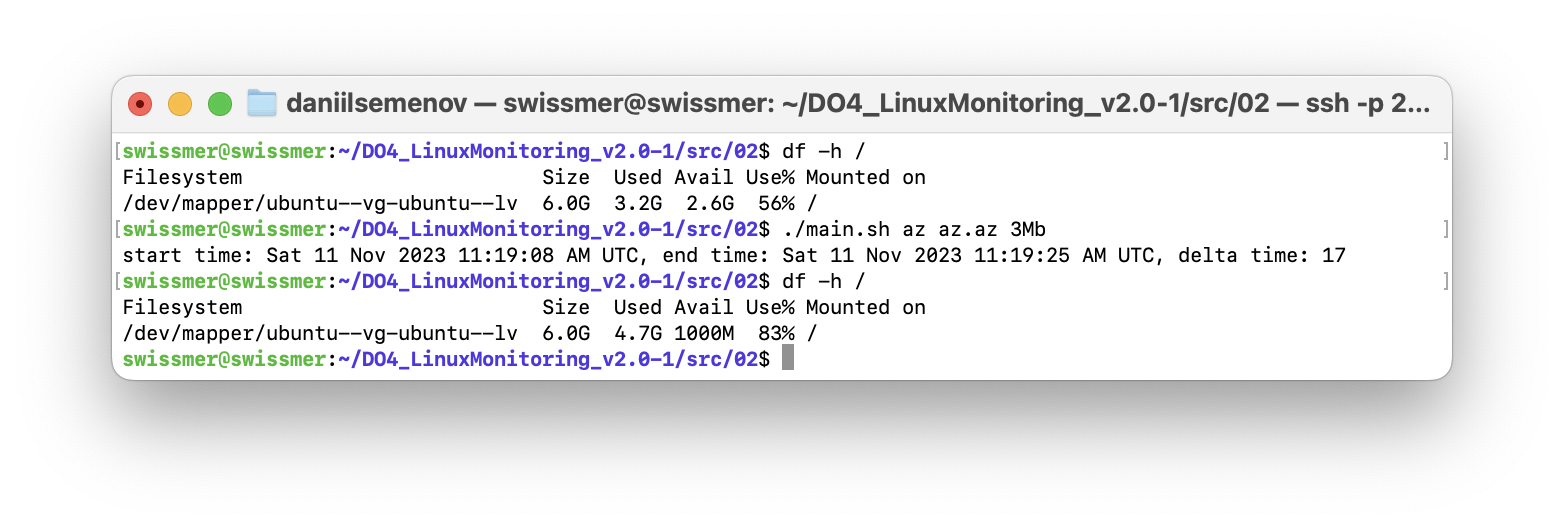 daniilsemenov — swissmer@swissmer: ~/DO4_LinuxMonitoring_v2.0-1/src/02 — ssh -p 2...
[swissmer@swissmer:~/DO4_LinuxMonitoring_v2.0-1/src/02$ df -h / ]
Filesystem                         Size  Used Avail Use% Mounted on
/dev/mapper/ubuntu--vg-ubuntu--lv  6.0G  3.2G  2.6G  56% /
[swissmer@swissmer:~/DO4_LinuxMonitoring_v2.0-1/src/02$ ./main.sh az az.az 3Mb ]
start time: Sat 11 Nov 2023 11:19:08 AM UTC, end time: Sat 11 Nov 2023 11:19:25 AM UTC, delta time: 17
[swissmer@swissmer:~/DO4_LinuxMonitoring_v2.0-1/src/02$ df -h / ]
Filesystem                         Size  Used Avail Use% Mounted on
/dev/mapper/ubuntu--vg-ubuntu--lv  6.0G  4.7G 1000M  83% /
swissmer@swissmer:~/DO4_LinuxMonitoring_v2.0-1/src/02$